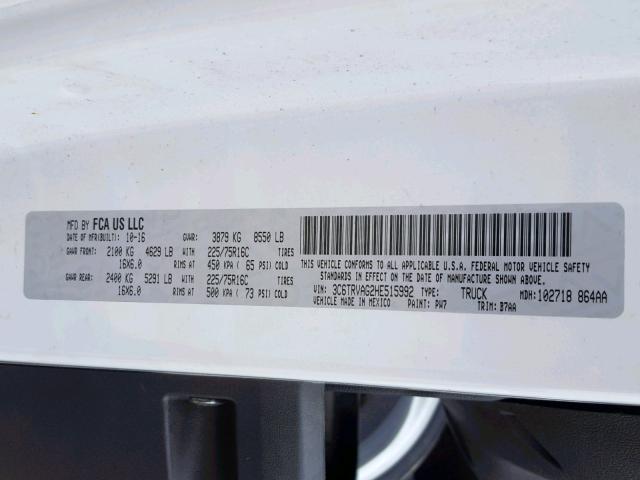 MFD BY FCA US LLC
DATE OF MFR(BUILT): 10-16 GVWR: 3879 KG 8550 LB
GAWR FRONT: 2100 KG 4629 LB WITH 225/75R16C TIRES
16X6.0 RIMS AT 450 KPA ( 65 PSI) COLD
GAWR REAR: 2400 KG 5291 LB WITH 225/75R16C TIRES
16X6.0 RIMS AT 500 KPA ( 73 PSI) COLD
THIS VEHICLE CONFORMS TO ALL APPLICABLE U.S.A. FEDERAL MOTOR VEHICLE SAFETY
STANDARDS IN EFFECT ON THE DATE OF MANUFACTURE SHOWN ABOVE.
VIN: 3C6TRVAG2HE515992 TYPE: TRUCK MDH: 102718 864AA
MADE IN MEXICO PAINT: PW7 TRIM: B7AA